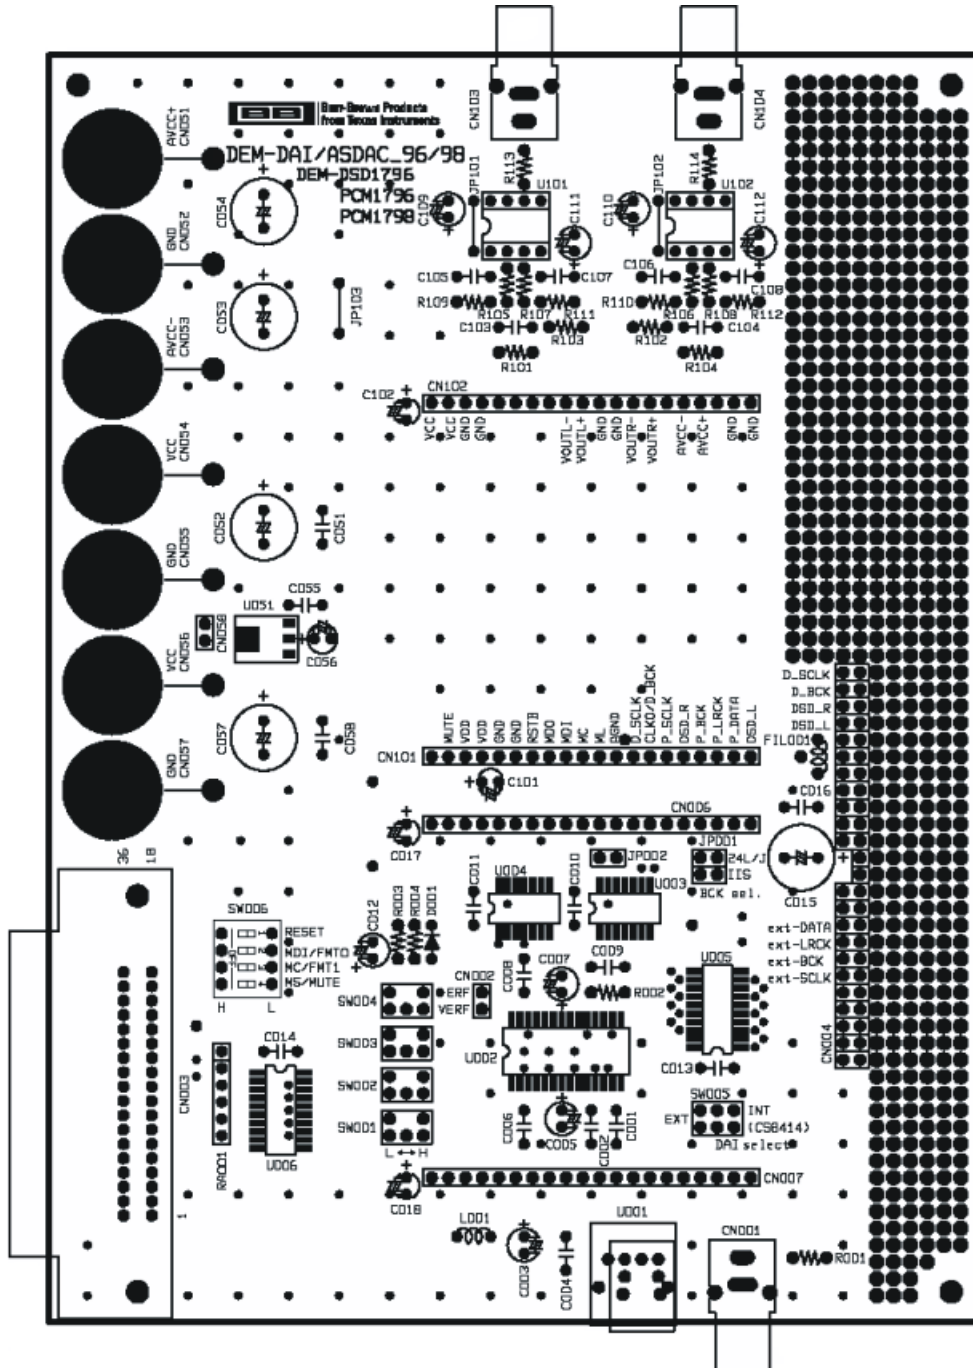 CN103
CN104
Burr-Brown Products
from Texas Instruments
DEM-DAI/ASDAC_96/98
DEM-DSD1796
PCM1796
PCM1798
AVCC+
CN051
GND
CN052
AVCC-
CN053
VCC
CN054
GND
CN055
VCC
CN056
GND
CN057
C054
C053
JP103
JP101
R113
U101
C109
C111
JP102
R114
U102
C110
C112
C105
C107
C106
C108
R109
R105
R107
R111
R110
R106
R108
R112
C103
R103
R102
C104
R101
R104
C102
CN102
VCC
VCC
GND
GND
VOUTL-
VOUTL+
GND
GND
VOUTR-
VOUTR+
AVCC-
AVCC+
GND
GND
C052
C051
C055
U051
CN058
C056
C057
C058
D_SCLK
D_BCK
DSD_R
DSD_L
FIL001
MUTE
VDD
VDD
GND
GND
RSTB
MDO
MDI
MC
ML
AGND
D_SCLK
CLKO/D_BCK
P_SCLK
DSD_R
P_BCK
P_LRCK
P_DATA
DSD_L
CN101
C101
C016
CN006
C017
JP001
24L/J
IIS
BCK sel.
JP002
C015
36
18
C011
U004
C010
U003
SW006
RESET
MDI/FMT0
MC/FMT1
MS/MUTE
OFF
1
2
3
4
H
L
C012
R003
R004
D001
CN002
ERF
VERF
C008
C007
C009
R002
U005
ext-DATA
ext-LRCK
ext-BCK
ext-SCLK
CN004
SW004
SW003
SW002
SW001
L ↔ H
U002
C013
SW005
EXT
INT
(CS8414)
DAI select
C006
C005
C002
C001
CN003
C014
RA001
U006
1
C018
CN007
L001
C003
C004
U001
CN001
R001